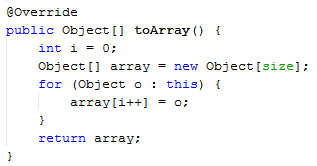 @Override
public Object[] toArray() {
    int i = 0;
    Object[] array = new Object[size];
    for (Object o : this) {
        array[i++] = o;
    }
    return array;
}